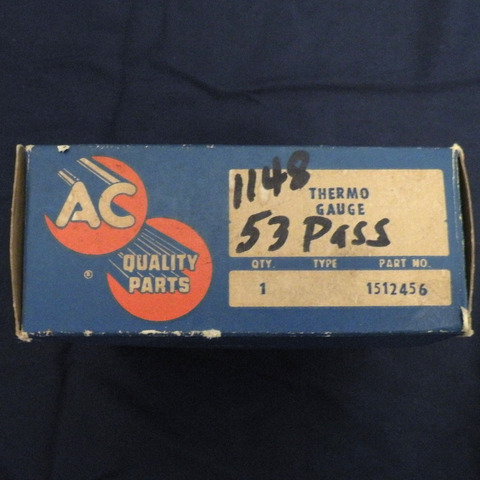 AC
®
QUALITY
PARTS
1148
THERMO
GAUGE
53 Pass
QTY. TYPE PART NO.
1 1512456